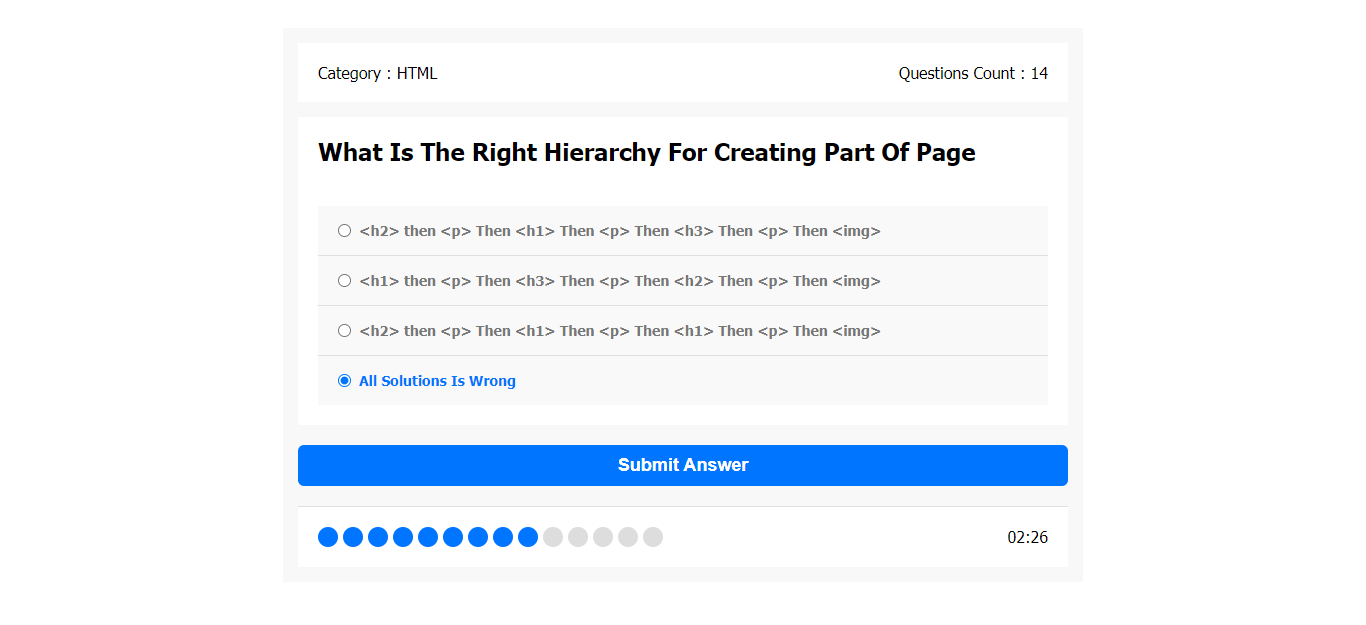 Category : HTML
Questions Count : 14
What Is The Right Hierarchy For Creating Part Of Page
<h2> then <p> Then <h1> Then <p> Then <h3> Then <p> Then <img>
<h1> then <p> Then <h3> Then <p> Then <h2> Then <p> Then <img>
<h2> then <p> Then <h1> Then <p> Then <h1> Then <p> Then <img>
All Solutions Is Wrong
Submit Answer
02:26